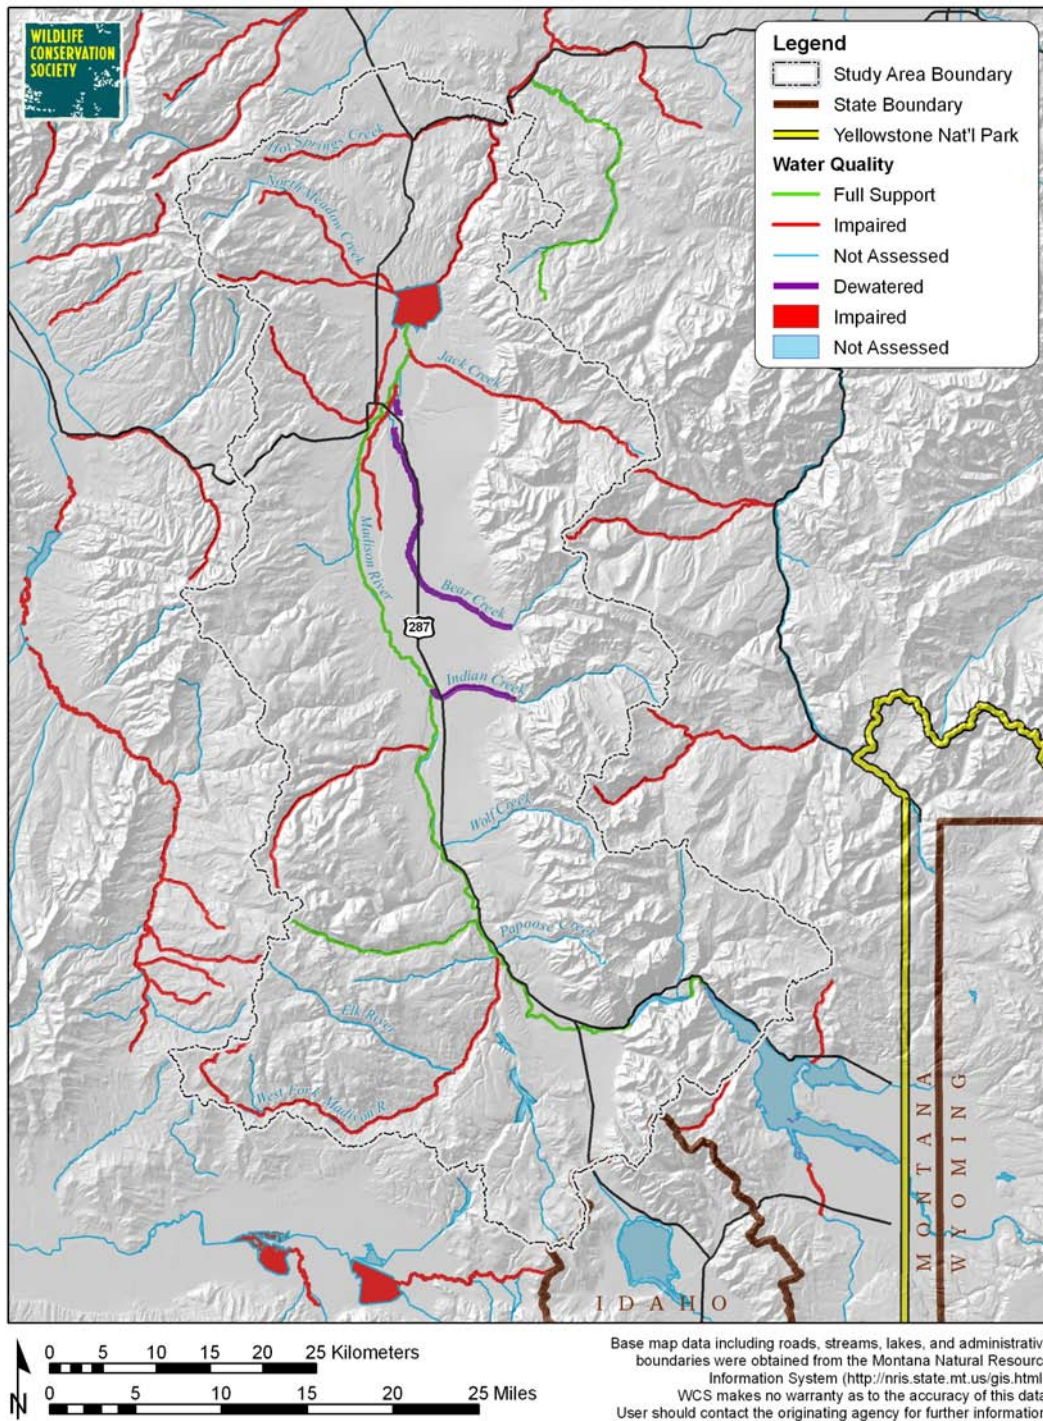 WILDLIFE
CONSERVATION
SOCIETY
Legend
Study Area Boundary
State Boundary
Yellowstone Nat'l Park
Water Quality
Full Support
Impaired
Not Assessed
Dewatered
Impaired
Not Assessed
Hot Springs Creek
North Meadow Creek
Jack Creek
Madison River
Bear Creek
287
Indian Creek
Wolf Creek
Papoose Creek
Elk River
West Fork Madison R.
MONTANA
WYOMING
IDAHO
N
0 5 10 15 20 25 Kilometers
0 5 10 15 20 25 Miles
Base map data including roads, streams, lakes, and administrativ
boundaries were obtained from the Montana Natural Resourc
Information System (http://nris.state.mt.us/gis.html
WCS makes no warranty as to the accuracy of this data
User should contact the originating agency for further information